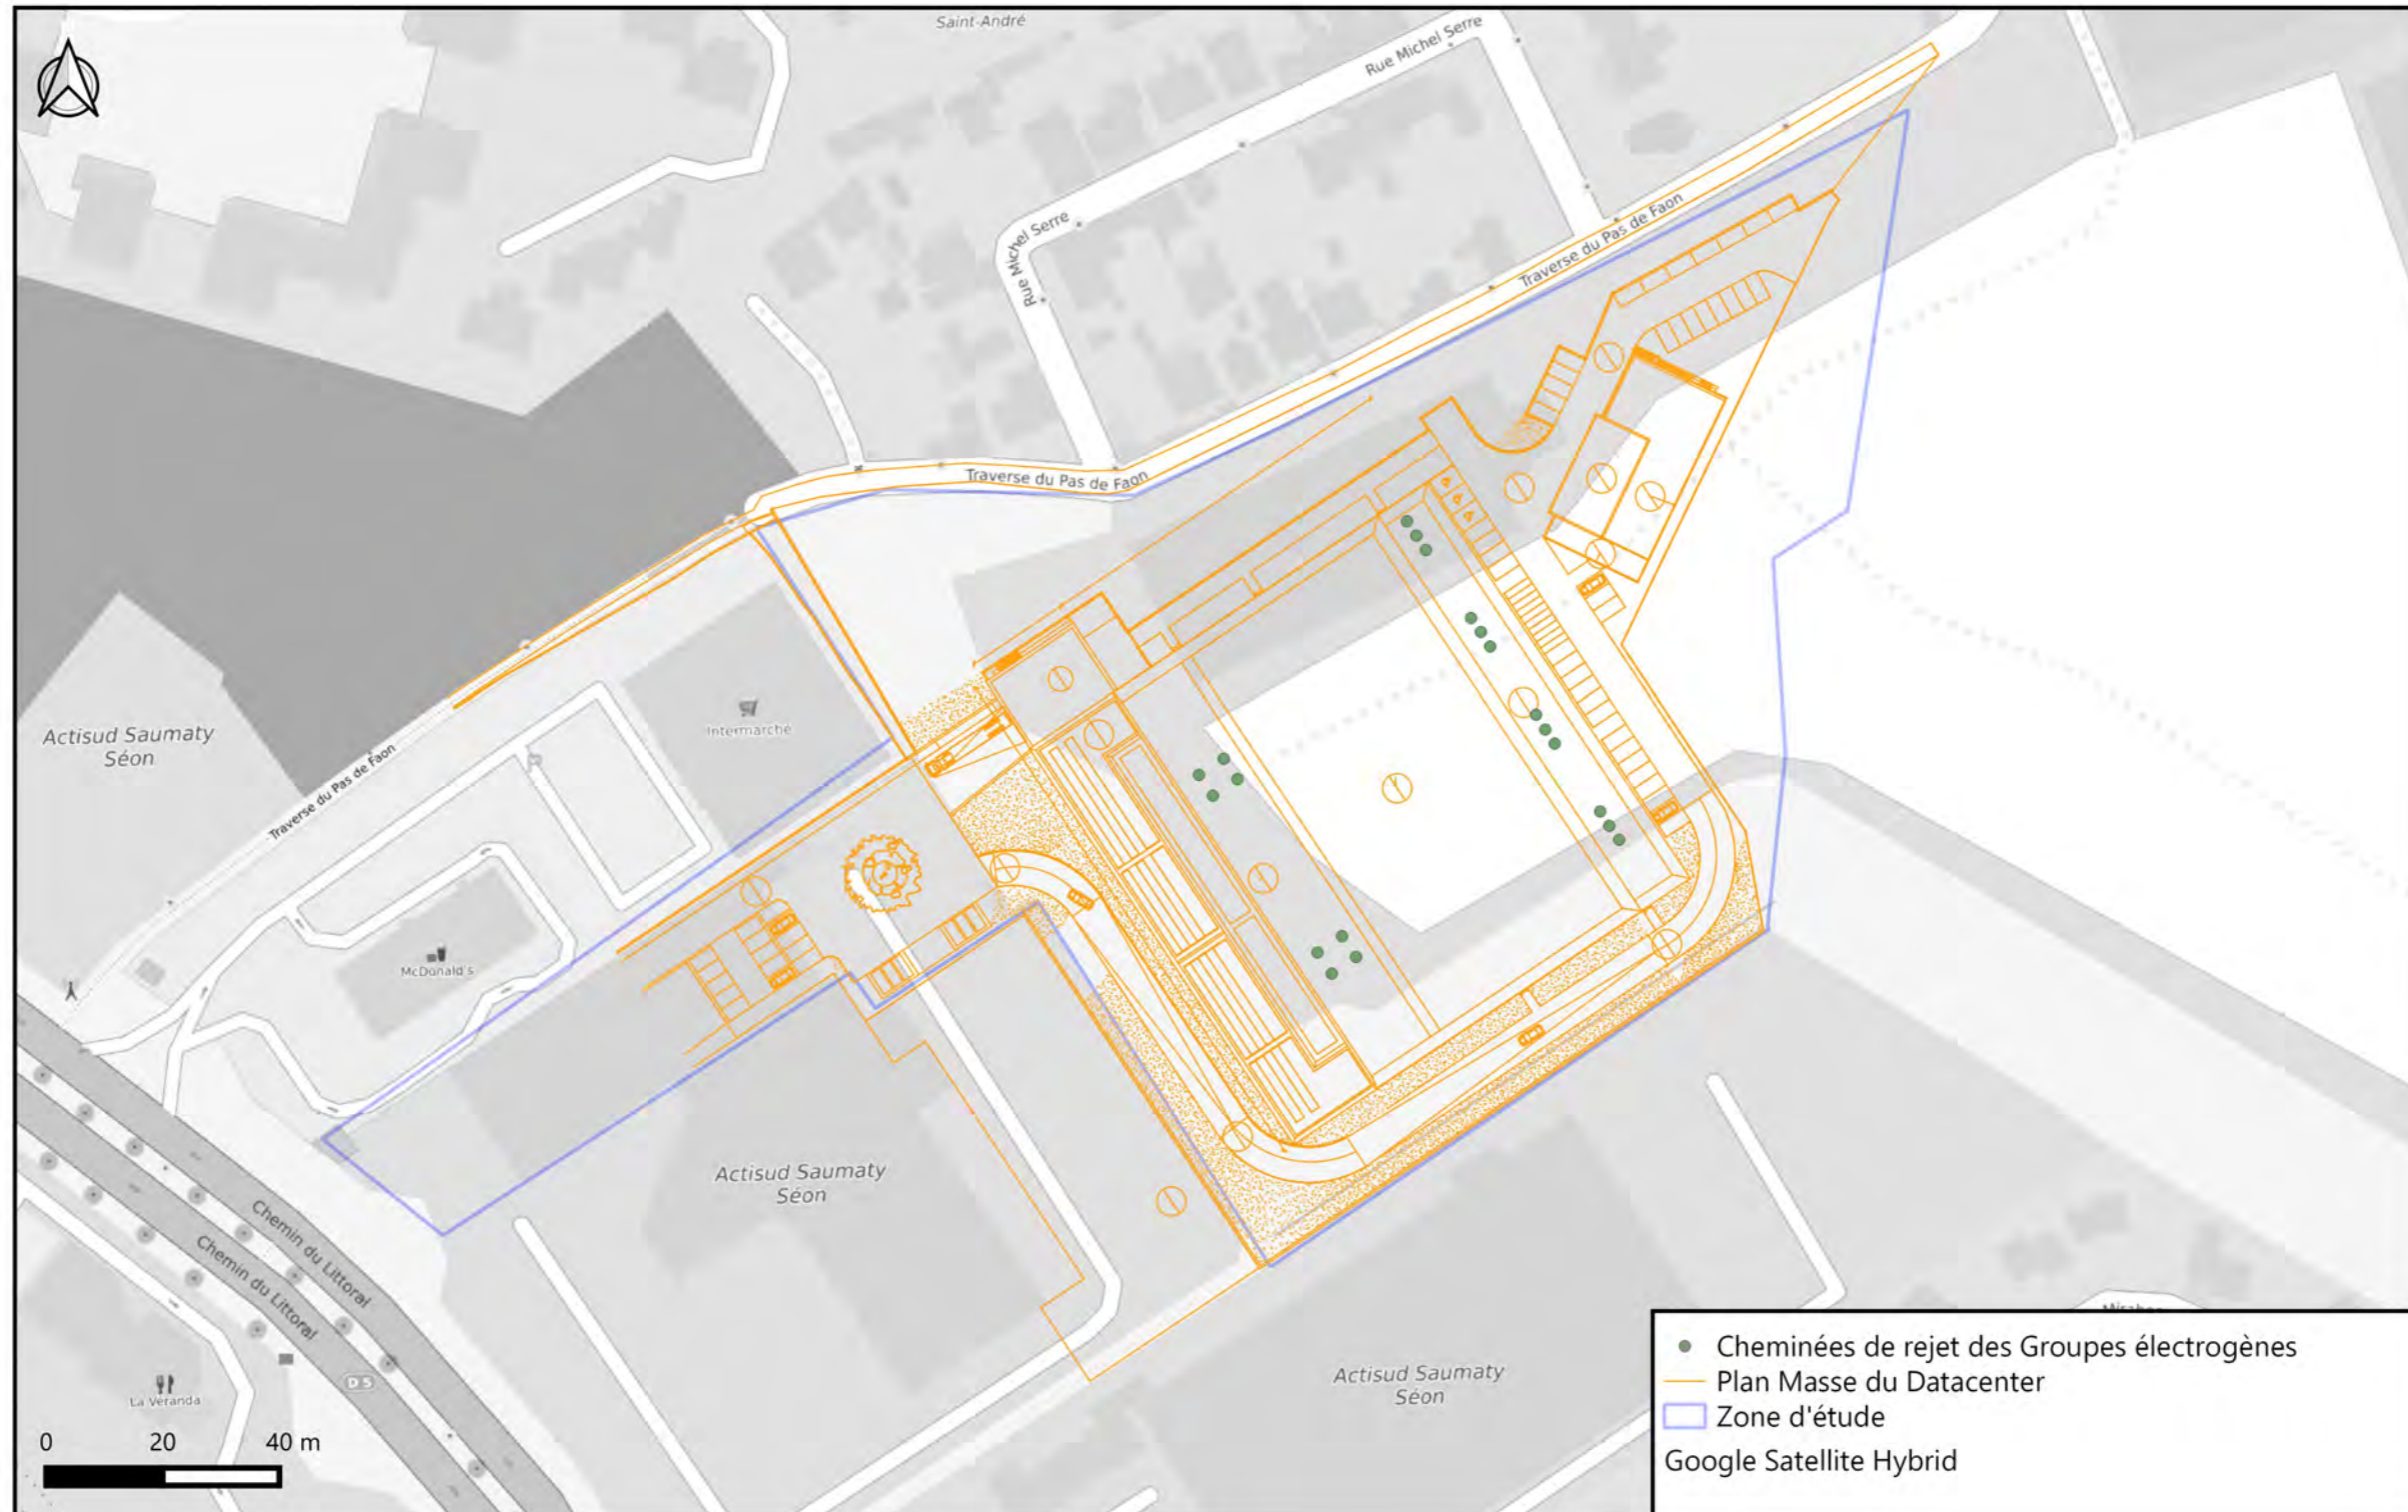 Saint-André
Rue Michel Serre
Rue Michel Serre
Traverse du Pas de Faon
Traverse du Pas de Faon
Actisud Saumaty
Séon
Intermarché
Traverse du Pas de Faon
McDonald's
Actisud Saumaty
Séon
Chemin du Littoral
Chemin du Littoral
D 5
La Véranda
Actisud Saumaty
Séon
0 20 40 m
Cheminées de rejet des Groupes électrogènes
Plan Masse du Datacenter
Zone d'étude
Google Satellite Hybrid